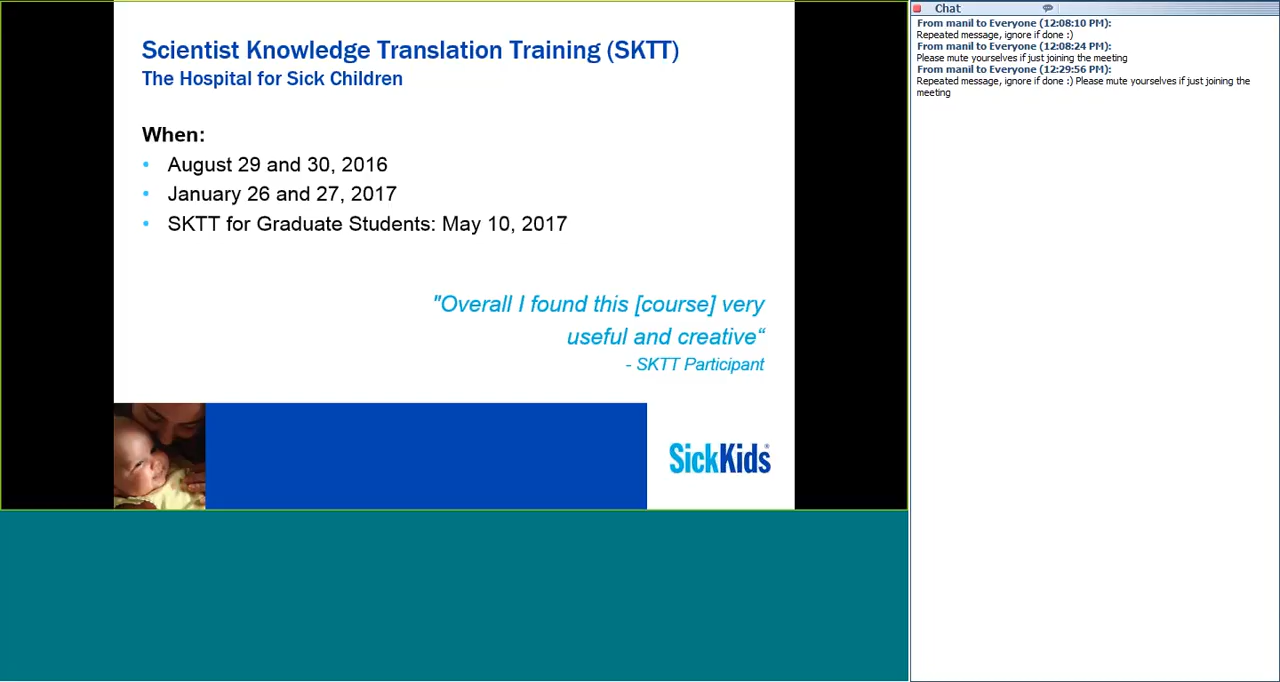 Scientist Knowledge Translation Training (SKTT)
The Hospital for Sick Children
When:
• August 29 and 30, 2016
• January 26 and 27, 2017
• SKTT for Graduate Students: May 10, 2017
"Overall I found this [course] very
useful and creative“
- SKTT Participant
SickKids®
Chat
From manil to Everyone (12:08:10 PM):
Repeated message, ignore if done :)
From manil to Everyone (12:08:24 PM):
Please mute yourselves if just joining the meeting
From manil to Everyone (12:29:56 PM):
Repeated message, ignore if done :) Please mute yourselves if just joining the
meeting